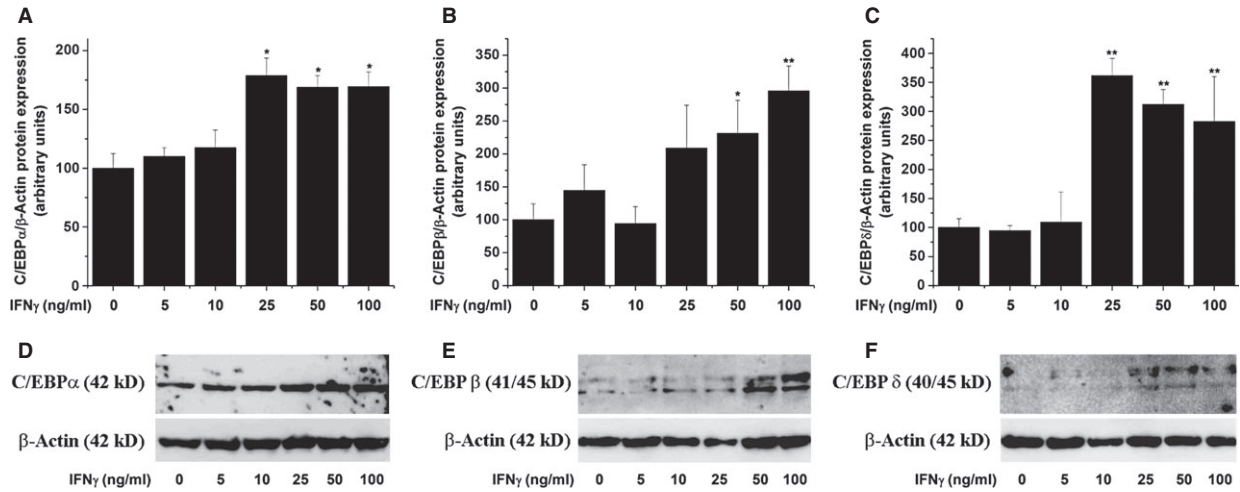 A
C/EBPα/β-Actin protein expression
(arbitrary units)
200
150
100
50
0
* * *
IFNγ (ng/ml) 0 5 10 25 50 100
B
C/EBPβ/β-Actin protein expression
(arbitrary units)
350
300
250
200
150
100
50
0
* **
IFNγ (ng/ml) 0 5 10 25 50 100
C
C/EBPδ/β-Actin protein expression
(arbitrary units)
400
350
300
250
200
150
100
50
0
** ** **
IFNγ (ng/ml) 0 5 10 25 50 100
D
C/EBPα (42 kD)
β-Actin (42 kD)
IFNγ (ng/ml) 0 5 10 25 50 100
E
C/EBP β (41/45 kD)
β-Actin (42 kD)
IFNγ (ng/ml) 0 5 10 25 50 100
F
C/EBP δ (40/45 kD)
β-Actin (42 kD)
IFNγ (ng/ml) 0 5 10 25 50 100